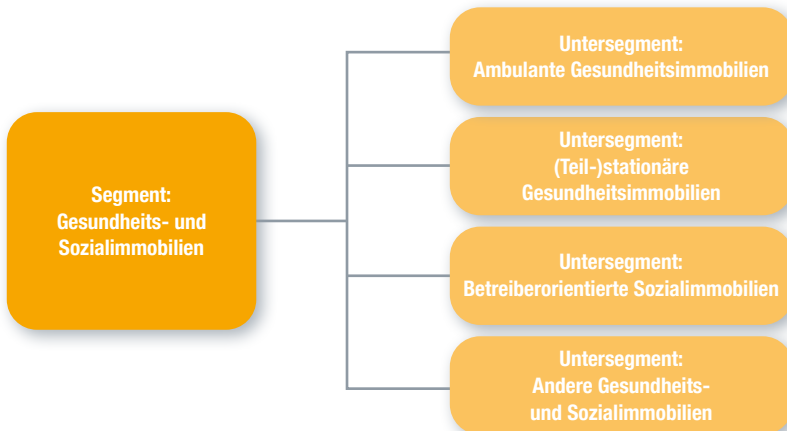 Segment:
Gesundheits- und
Sozialimmobilien
Untersegment:
Ambulante Gesundheitsimmobilien
Untersegment:
(Teil-)stationäre
Gesundheitsimmobilien
Untersegment:
Betreiberorientierte Sozialimmobilien
Untersegment:
Andere Gesundheits-
und Sozialimmobilien